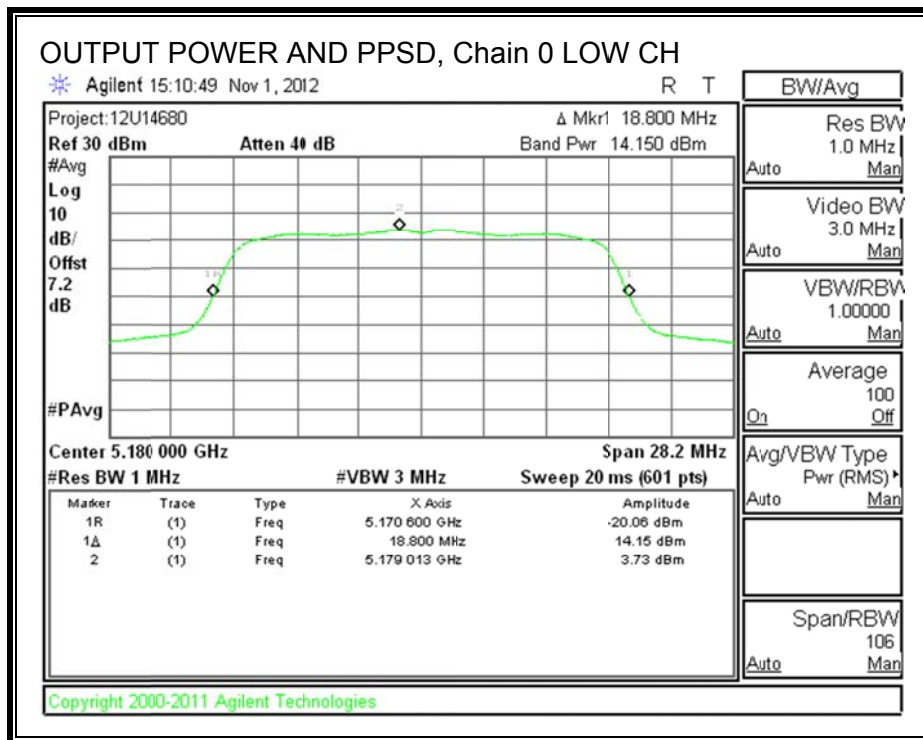 OUTPUT POWER AND PPSD, Chain 0 LOW CH
Agilent 15:10:49 Nov 1, 2012 R T
Project:12U14680 Δ Mkr1 18.800 MHz
Ref 30 dBm Atten 40 dB Band Pwr 14.150 dBm
#Avg
Log
10
dB/
Offst
7.2
dB
2
1R
1
#PAvg
Center 5.180 000 GHz Span 28.2 MHz
#Res BW 1 MHz #VBW 3 MHz Sweep 20 ms (601 pts)
Marker Trace Type X Axis Amplitude
1R (1) Freq 5.170 600 GHz -20.06 dBm
1Δ (1) Freq 18.800 MHz 14.15 dBm
2 (1) Freq 5.179 013 GHz 3.73 dBm
BW/Avg
Res BW
1.0 MHz
Auto Man
Video BW
3.0 MHz
Auto Man
VBW/RBW
1.00000
Auto Man
Average
100
On Off
Avg/VBW Type
Pwr (RMS)
Auto Man
Span/RBW
106
Auto Man
Copyright 2000-2011 Agilent Technologies